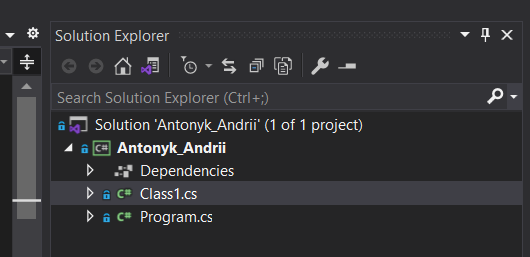 Solution Explorer
Search Solution Explorer (Ctrl+;)
Solution 'Antonyk_Andrii' (1 of 1 project)
C# Antonyk_Andrii
Dependencies
C# Class1.cs
C# Program.cs